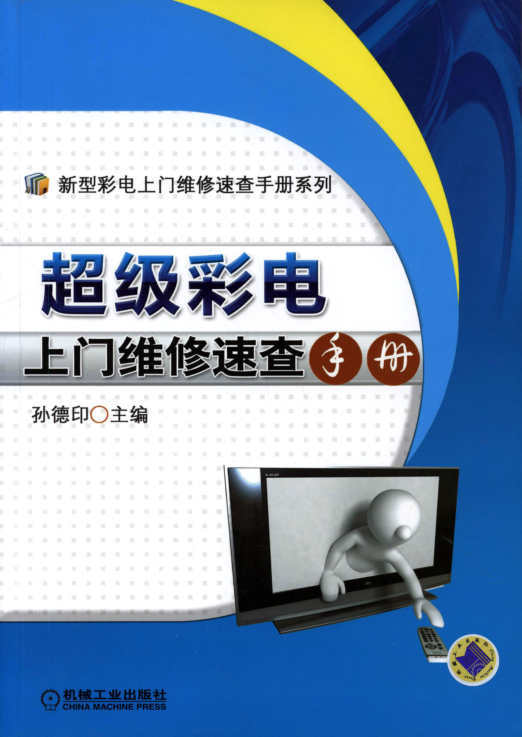 新型彩电上门维修速查手册系列
超级彩电
上门维修速查手册
孙德印〇主编
机械工业出版社
CHINA MACHINE PRESS